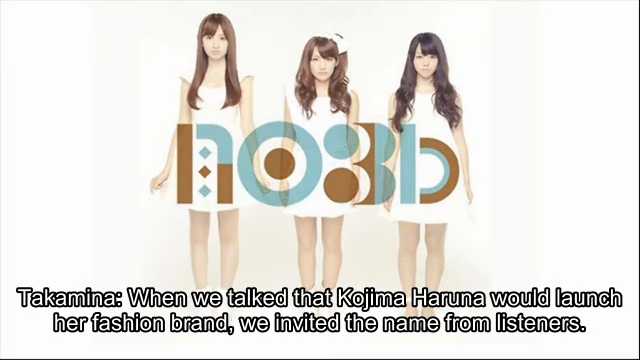 no3b
Takamina: When we talked that Kojima Haruna would launch
her fashion brand, we invited the name from listeners.